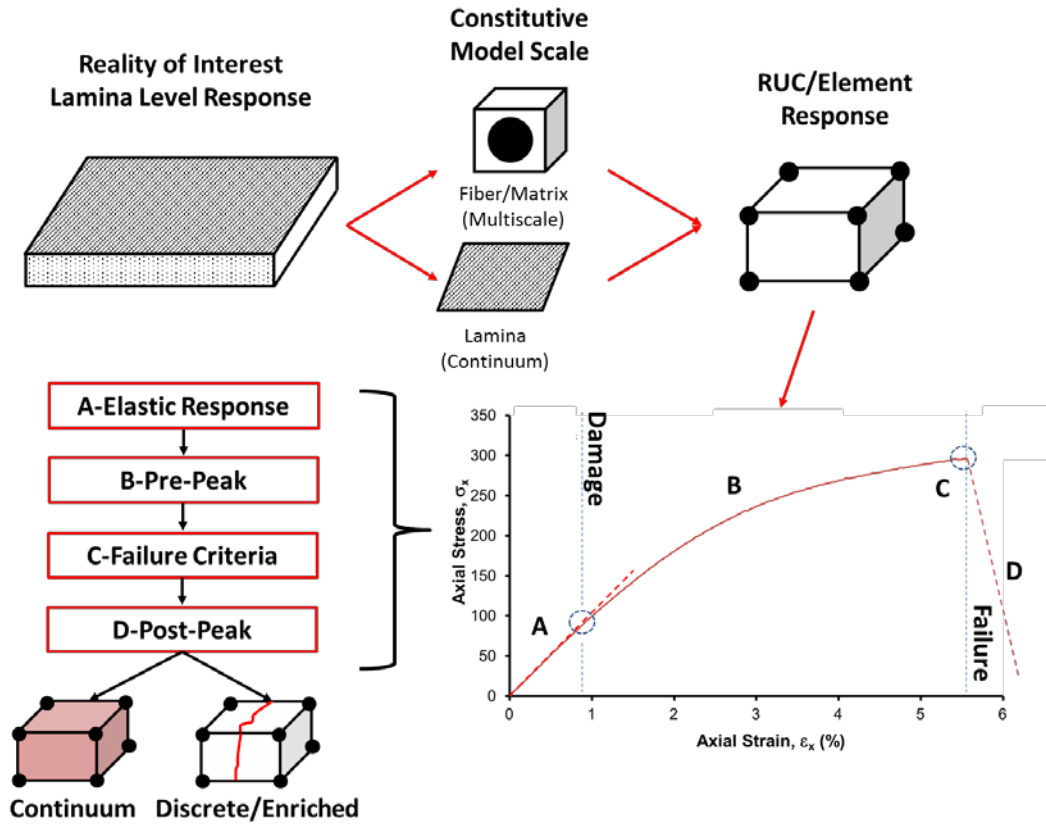 Reality of Interest
Lamina Level Response
Constitutive
Model Scale
Fiber/Matrix
(Multiscale)
Lamina
(Continuum)
RUC/Element
Response
A-Elastic Response
B-Pre-Peak
C-Failure Criteria
D-Post-Peak
Continuum
Discrete/Enriched
Axial Stress, σx
350
300
250
200
150
100
50
0
0
1
2
3
4
5
6
Axial Strain, εx (%)
Damage
Failure
A
B
C
D